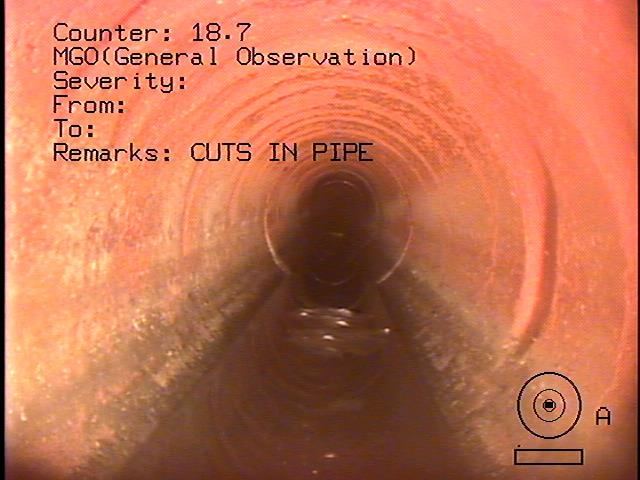 Counter: 18.7
MGO(General Observation)
Severity:
From:
To:
Remarks: CUTS IN PIPE
A